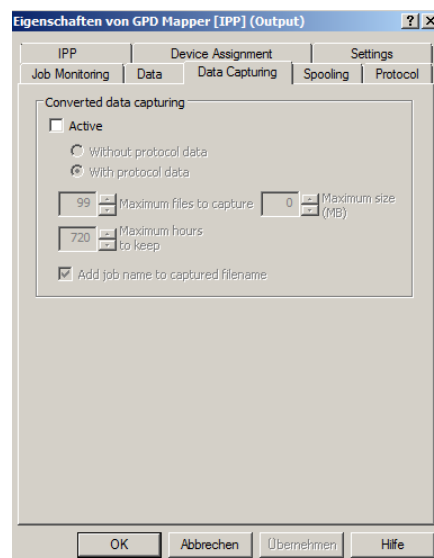 Eigenschaften von GPD Mapper [IPP] (Output)
IPP Device Assignment Settings
Job Monitoring Data Data Capturing Spooling Protocol
Converted data capturing
Active
Without protocol data
With protocol data
99 Maximum files to capture 0 Maximum size
(MB)
720 Maximum hours
to keep
Add job name to captured filename
OK Abbrechen Übernehmen Hilfe